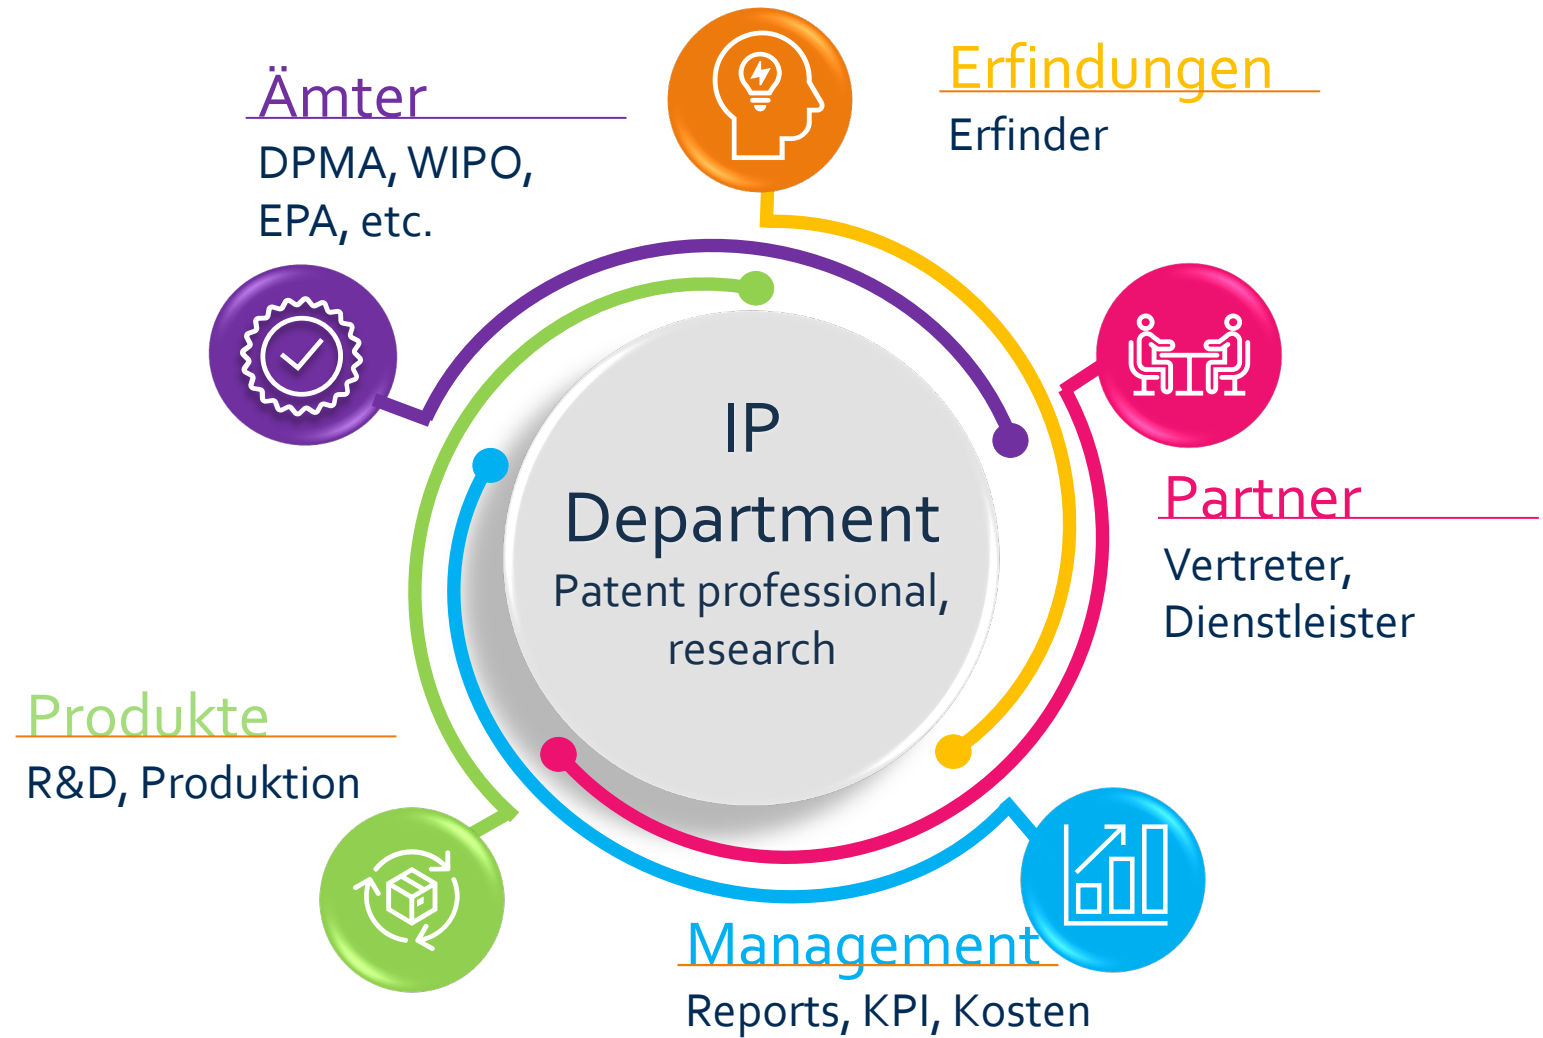 Ämter
DPMA, WIPO,
EPA, etc.
Erfindungen
Erfinder
IP
Department
Patent professional,
research
Partner
Vertreter,
Dienstleister
Produkte
R&D, Produktion
Management
Reports, KPI, Kosten